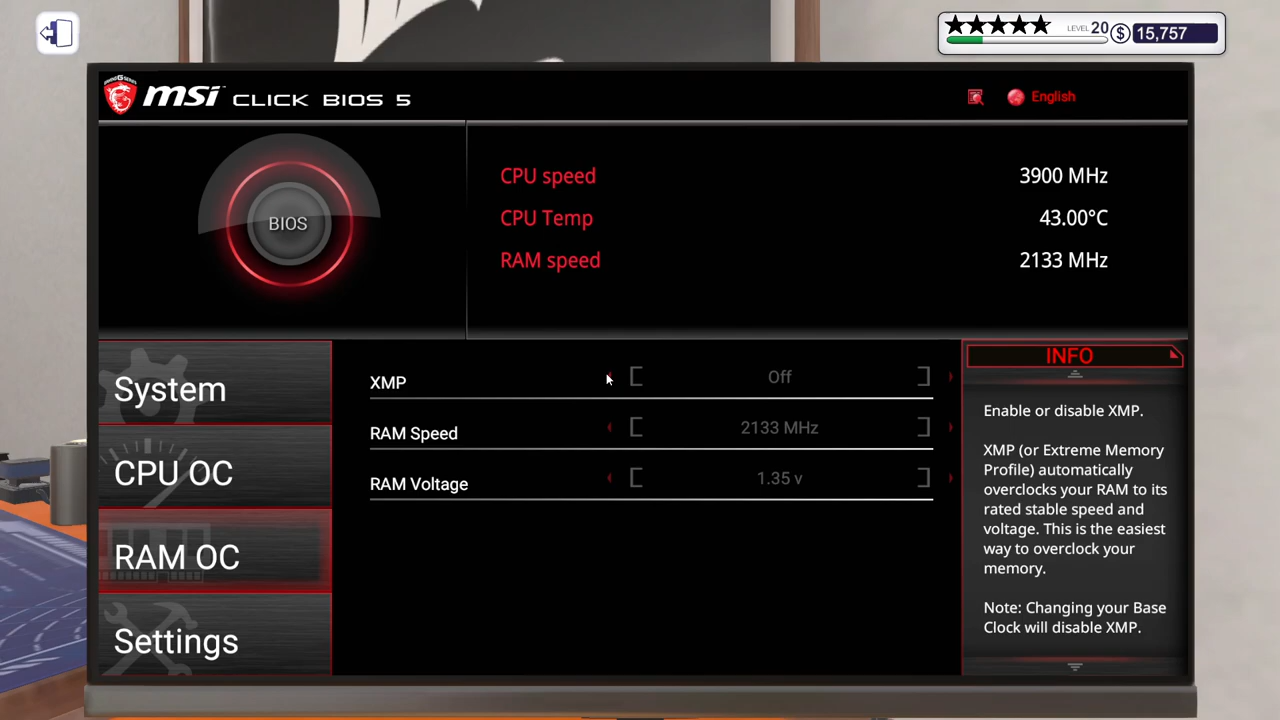 LEVEL 20
$ 15,757
msi CLICK BIOS 5
English
BIOS
CPU speed 3900 MHz
CPU Temp 43.00°C
RAM speed 2133 MHz
System
CPU OC
RAM OC
Settings
XMP Off
RAM Speed 2133 MHz
RAM Voltage 1.35 v
INFO
Enable or disable XMP.
XMP (or Extreme Memory
Profile) automatically
overclocks your RAM to its
rated stable speed and
voltage. This is the easiest
way to overclock your
memory.
Note: Changing your Base
Clock will disable XMP.